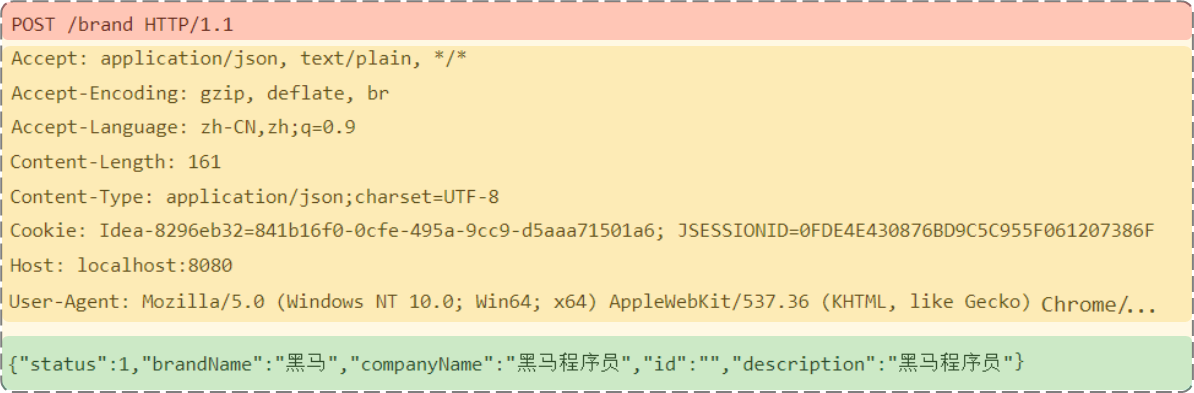 POST /brand HTTP/1.1
Accept: application/json, text/plain, */*
Accept-Encoding: gzip, deflate, br
Accept-Language: zh-CN,zh;q=0.9
Content-Length: 161
Content-Type: application/json;charset=UTF-8
Cookie: Idea-8296eb32=841b16f0-0cfe-495a-9cc9-d5aaa71501a6; JSESSIONID=0FDE4E430876BD9C5C955F061207386F
Host: localhost:8080
User-Agent: Mozilla/5.0 (Windows NT 10.0; Win64; x64) AppleWebKit/537.36 (KHTML, like Gecko) Chrome/...
{"status":1,"brandName":"黑马","companyName":"黑马程序员","id":"","description":"黑马程序员"}